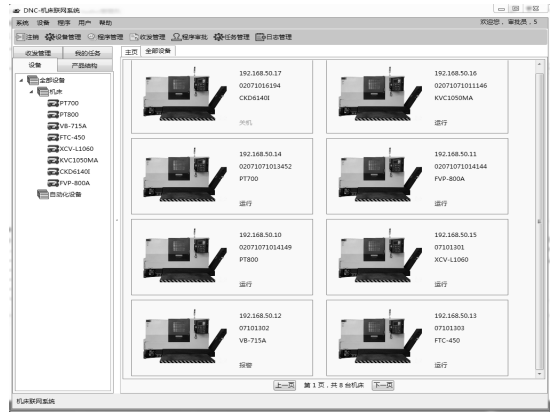 DNC-机床联网系统
系统 设备 程序 用户 帮助
欢迎您，审批员，5
注销 设备管理 程序管理 收发管理 程序审批 任务管理 日志管理
收发管理 我的任务
设备 产品结构
主页 全部设备
全部设备
机床
PT700
PT800
VB-715A
FTC-450
XCV-L1060
KVC1050MA
CKD6140I
FVP-800A
自动化设备
192.168.50.17
02071016194
CKD6140I
关机
192.168.50.16
02071071011146
KVC1050MA
运行
192.168.50.14
02071071013452
PT700
运行
192.168.50.11
02071071014144
FVP-800A
运行
192.168.50.10
02071071014149
PT800
运行
192.168.50.15
07101301
XCV-L1060
运行
192.168.50.12
07101302
VB-715A
报警
192.168.50.13
07101303
FTC-450
运行
上一页 第 1 页，共 8 台机床 下一页
机床联网系统